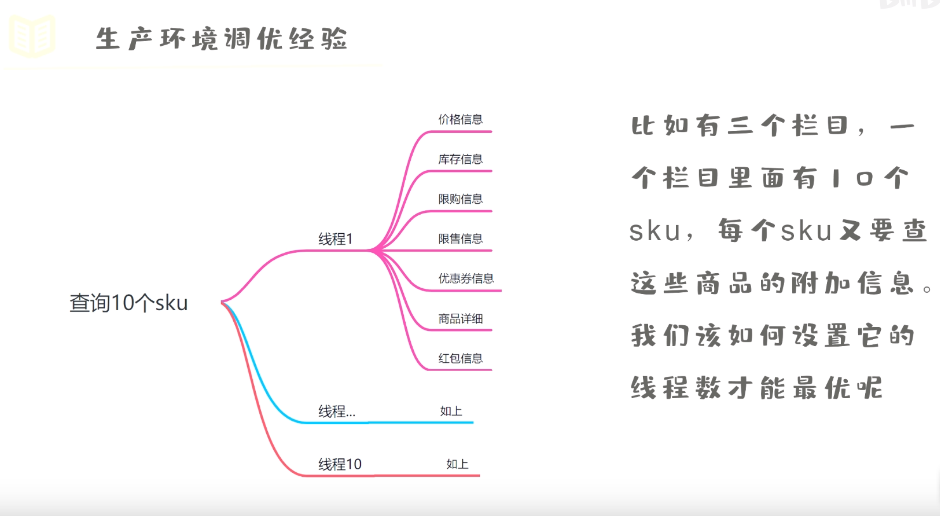 生产环境调优经验
价格信息
库存信息
限购信息
线程1
限售信息
优惠券信息
商品详细
红包信息
查询10个sku
线程...
如上
线程10
如上
比如有三个栏目，一
个栏目里面有10个
sku，每个sku又要查
这些商品的附加信息。
我们该如何设置它的
线程数才能最优呢